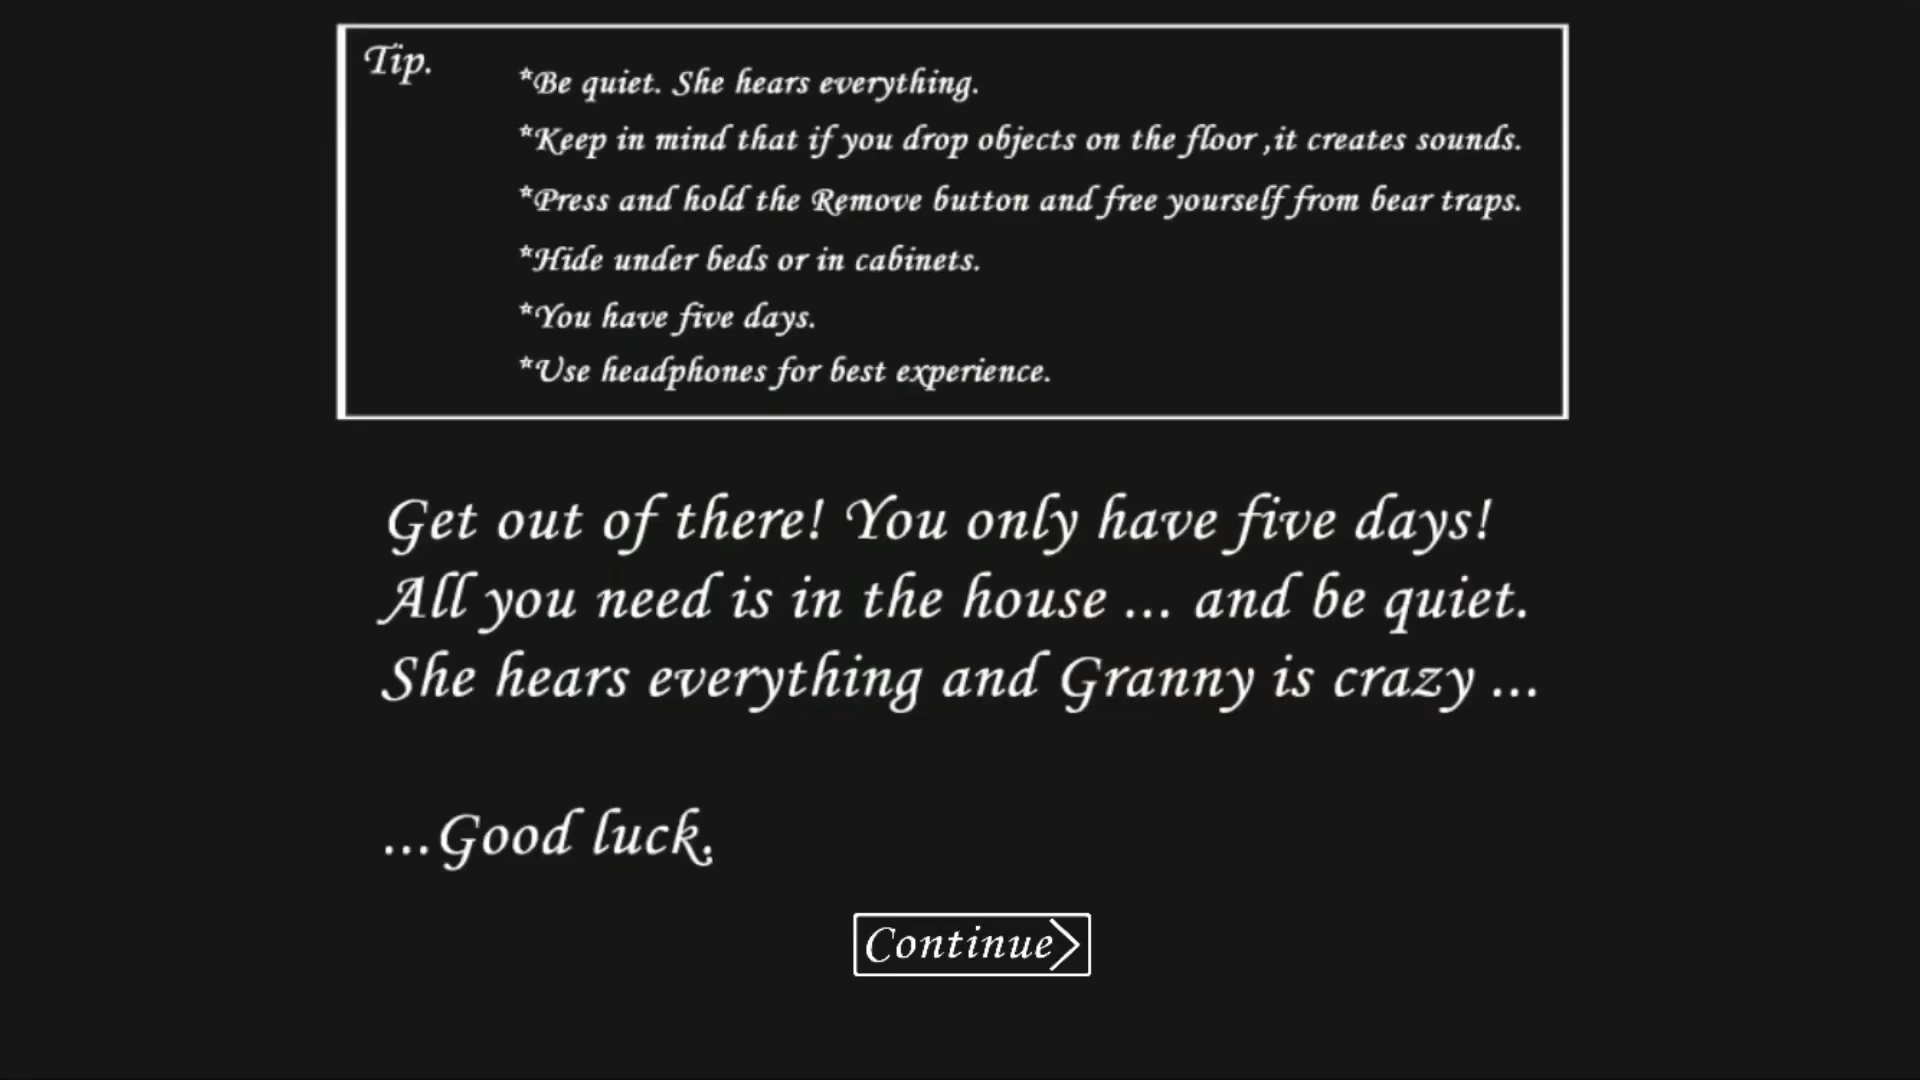 Tip.
*Be quiet. She hears everything.
*Keep in mind that if you drop objects on the floor ,it creates sounds.
*Press and hold the Remove button and free yourself from bear traps.
*Hide under beds or in cabinets.
*You have five days.
*Use headphones for best experience.
Get out of there! You only have five days!
All you need is in the house ... and be quiet.
She hears everything and Granny is crazy ...
...Good luck.
Continue>